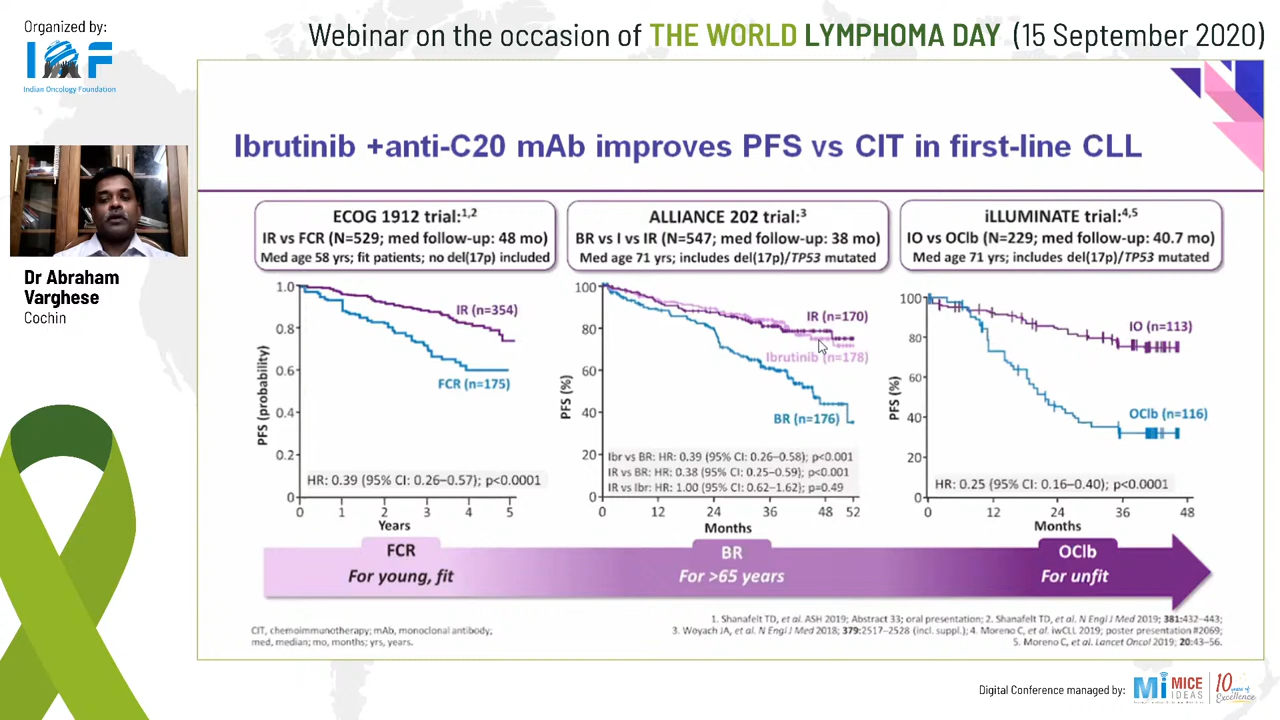 Organized by:
IOF
Indian Oncology Foundation
Webinar on the occasion of THE WORLD LYMPHOMA DAY (15 September 2020)
Dr Abraham
Varghese
Cochin
Ibrutinib +anti-C20 mAb improves PFS vs CIT in first-line CLL
ECOG 1912 trial:1,2
IR vs FCR (N=529; med follow-up: 48 mo)
Med age 58 yrs; fit patients; no del(17p) included
ALLIANCE 202 trial:3
BR vs I vs IR (N=547; med follow-up: 38 mo)
Med age 71 yrs; includes del(17p)/TP53 mutated
iLLUMINATE trial:4,5
IO vs OClb (N=229; med follow-up: 40.7 mo)
Med age 71 yrs; includes del(17p)/TP53 mutated
PFS (probability)
1.0
0.8
0.6
0.4
0.2
0
IR (n=354)
FCR (n=175)
HR: 0.39 (95% CI: 0.26–0.57); p<0.0001
0 1 2 3 4 5
Years
PFS (%)
100
80
60
40
20
0
IR (n=170)
Ibrutinib (n=178)
BR (n=176)
Ibr vs BR: HR: 0.39 (95% CI: 0.26–0.58); p<0.001
IR vs BR: HR: 0.38 (95% CI: 0.25–0.59); p<0.001
IR vs Ibr: HR: 1.00 (95% CI: 0.62–1.62); p=0.49
0 12 24 36 48 52
Months
PFS (%)
100
80
60
40
20
0
IO (n=113)
OClb (n=116)
HR: 0.25 (95% CI: 0.16–0.40); p<0.0001
0 12 24 36 48
Months
FCR
For young, fit
BR
For >65 years
OClb
For unfit
CIT, chemoimmunotherapy; mAb, monoclonal antibody;
med, median; mo, months; yrs, years.
1. Shanafelt TD, et al. ASH 2019; Abstract 33; oral presentation; 2. Shanafelt TD, et al. N Engl J Med 2019; 381:432–443;
3. Woyach JA, et al. N Engl J Med 2018; 379:2517–2528 (incl. suppl.); 4. Moreno C, et al. iwCLL 2019; poster presentation #2069;
5. Moreno C, et al. Lancet Oncol 2019; 20:43–56.
Digital Conference managed by:
Mi MICE IDEAS
10 years of Excellence